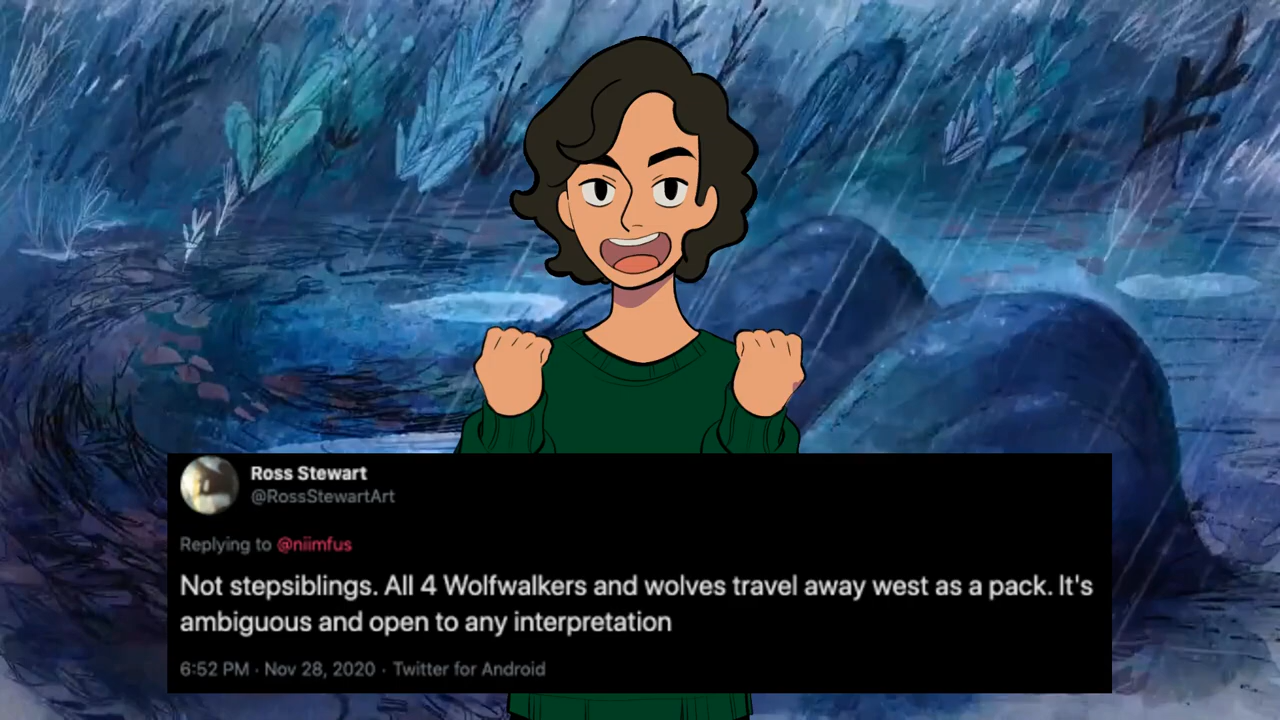 Ross Stewart
@RossStewartArt
Replying to @niimfus
Not stepsiblings. All 4 Wolfwalkers and wolves travel away west as a pack. It's
ambiguous and open to any interpretation
6:52 PM · Nov 28, 2020 · Twitter for Android